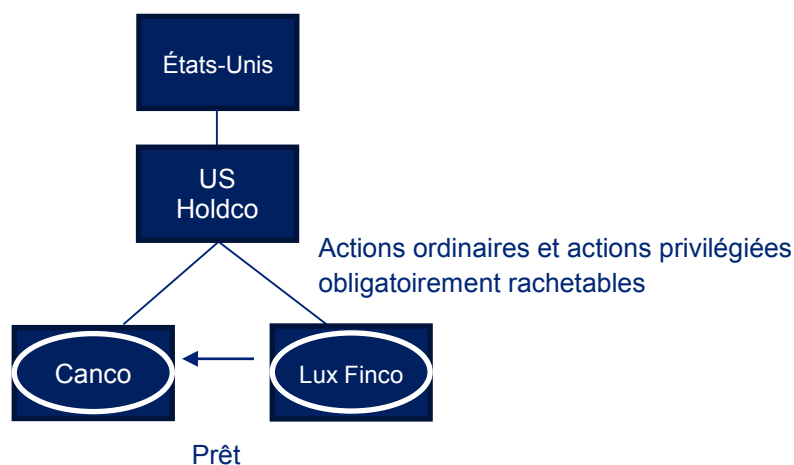 États-Unis
US
Holdco
Actions ordinaires et actions privilégiées
obligatoirement rachetables
Canco
Lux Finco
Prêt